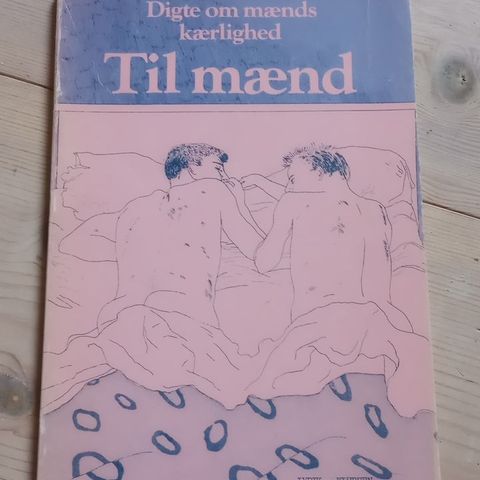 Digte om mænds
kærlighed
Til mænd